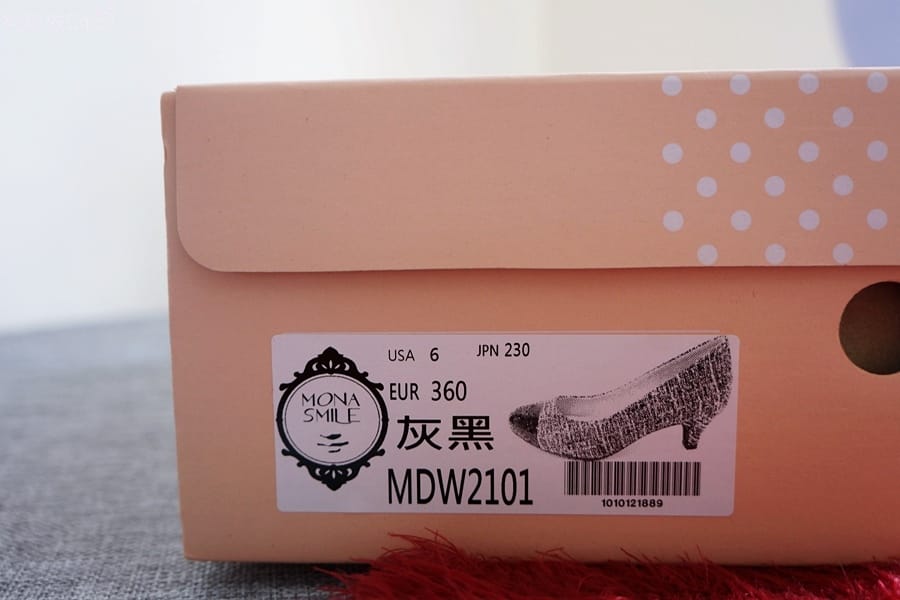 USA 6 JPN 230
EUR 360
MONA
SMILE
灰黑
MDW2101
1010121889